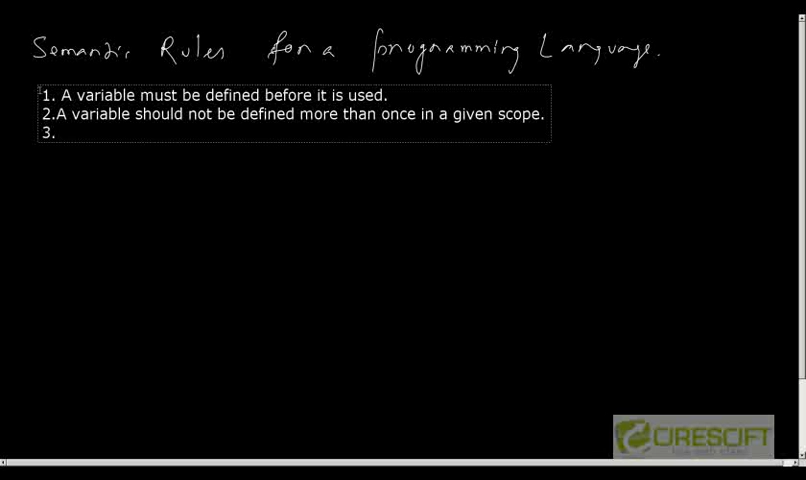 Semantic Rules for a programming Language.
1. A variable must be defined before it is used.
2.A variable should not be defined more than once in a given scope.
3.
CIRESCIFT